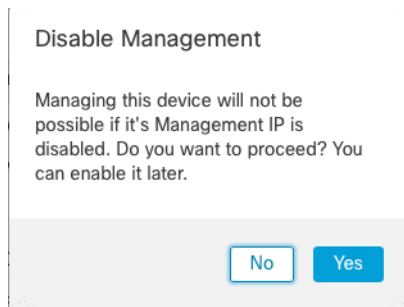 Disable Management
Managing this device will not be
possible if it's Management IP is
disabled. Do you want to proceed? You
can enable it later.
No
Yes